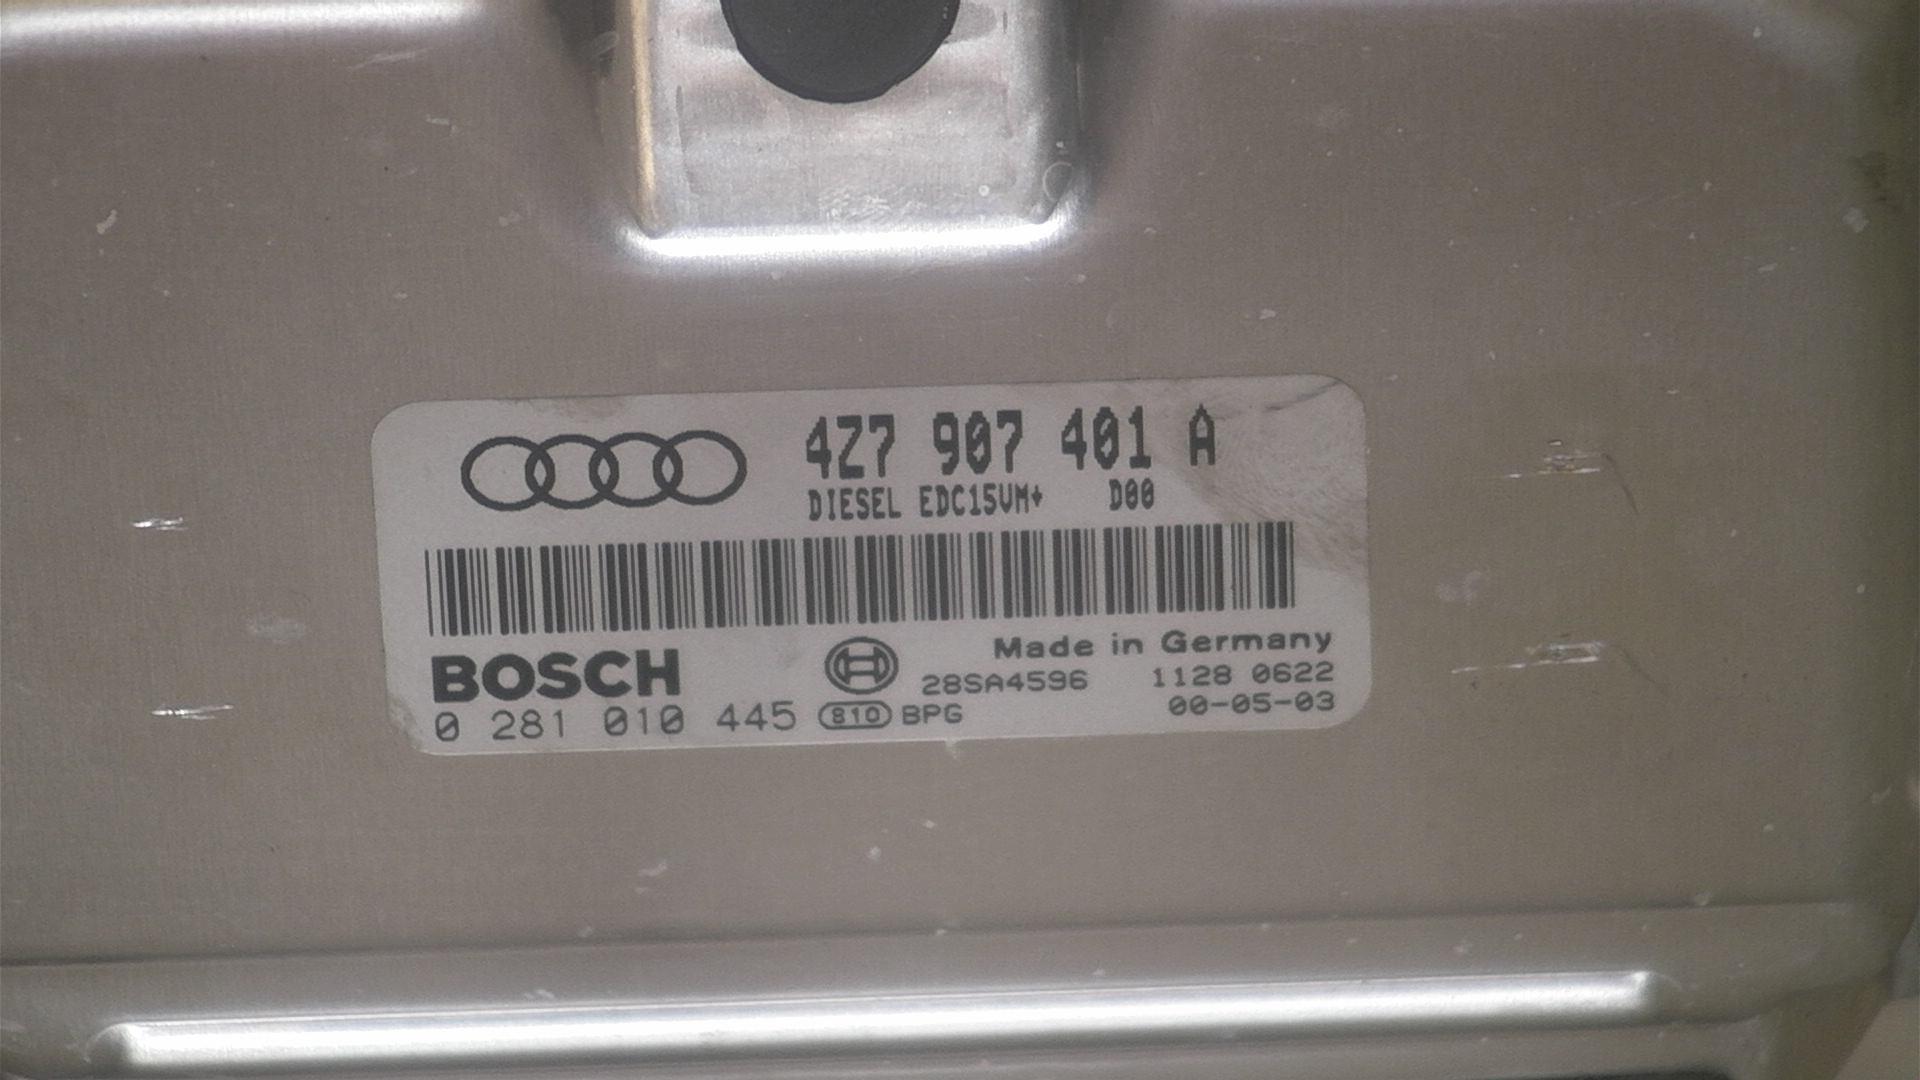 4Z7 907 401 A
DIESEL EDC15VM+ D00
BOSCH
Made in Germany
28SA4596 1128 0622
0 281 010 445 810 BPG 00-05-03